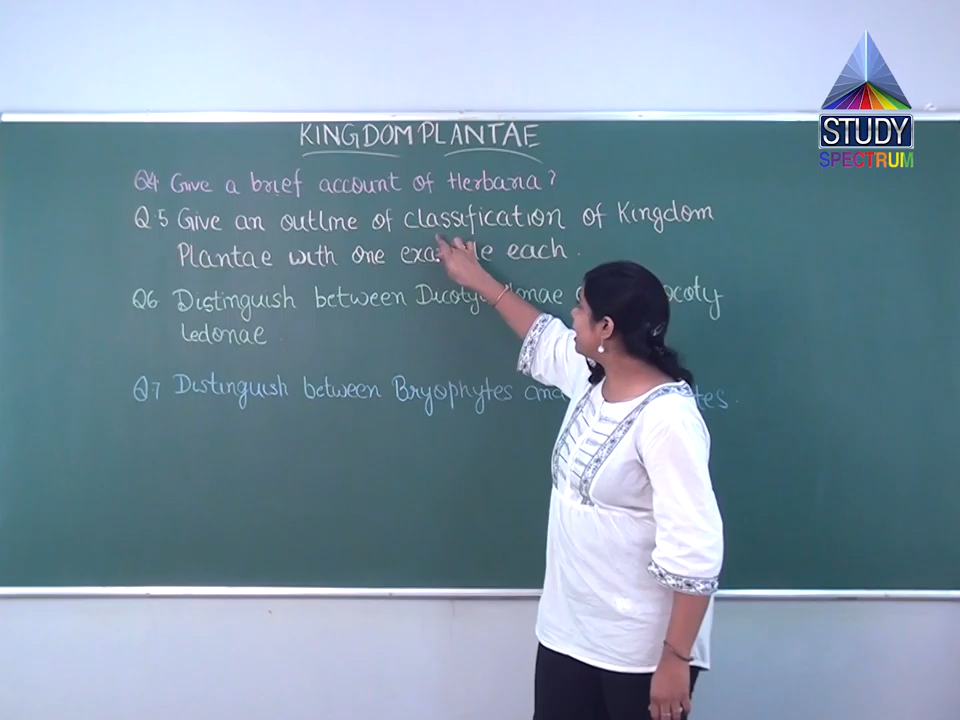 STUDY
SPECTRUM
KINGDOM PLANTAE
Q4 Give a brief account of Herbaria?
Q.5 Give an outline of classification of Kingdom
Plantae with one each.
Q6 Distinguish between
ledonae
Q7 Distinguish between Bryophytes